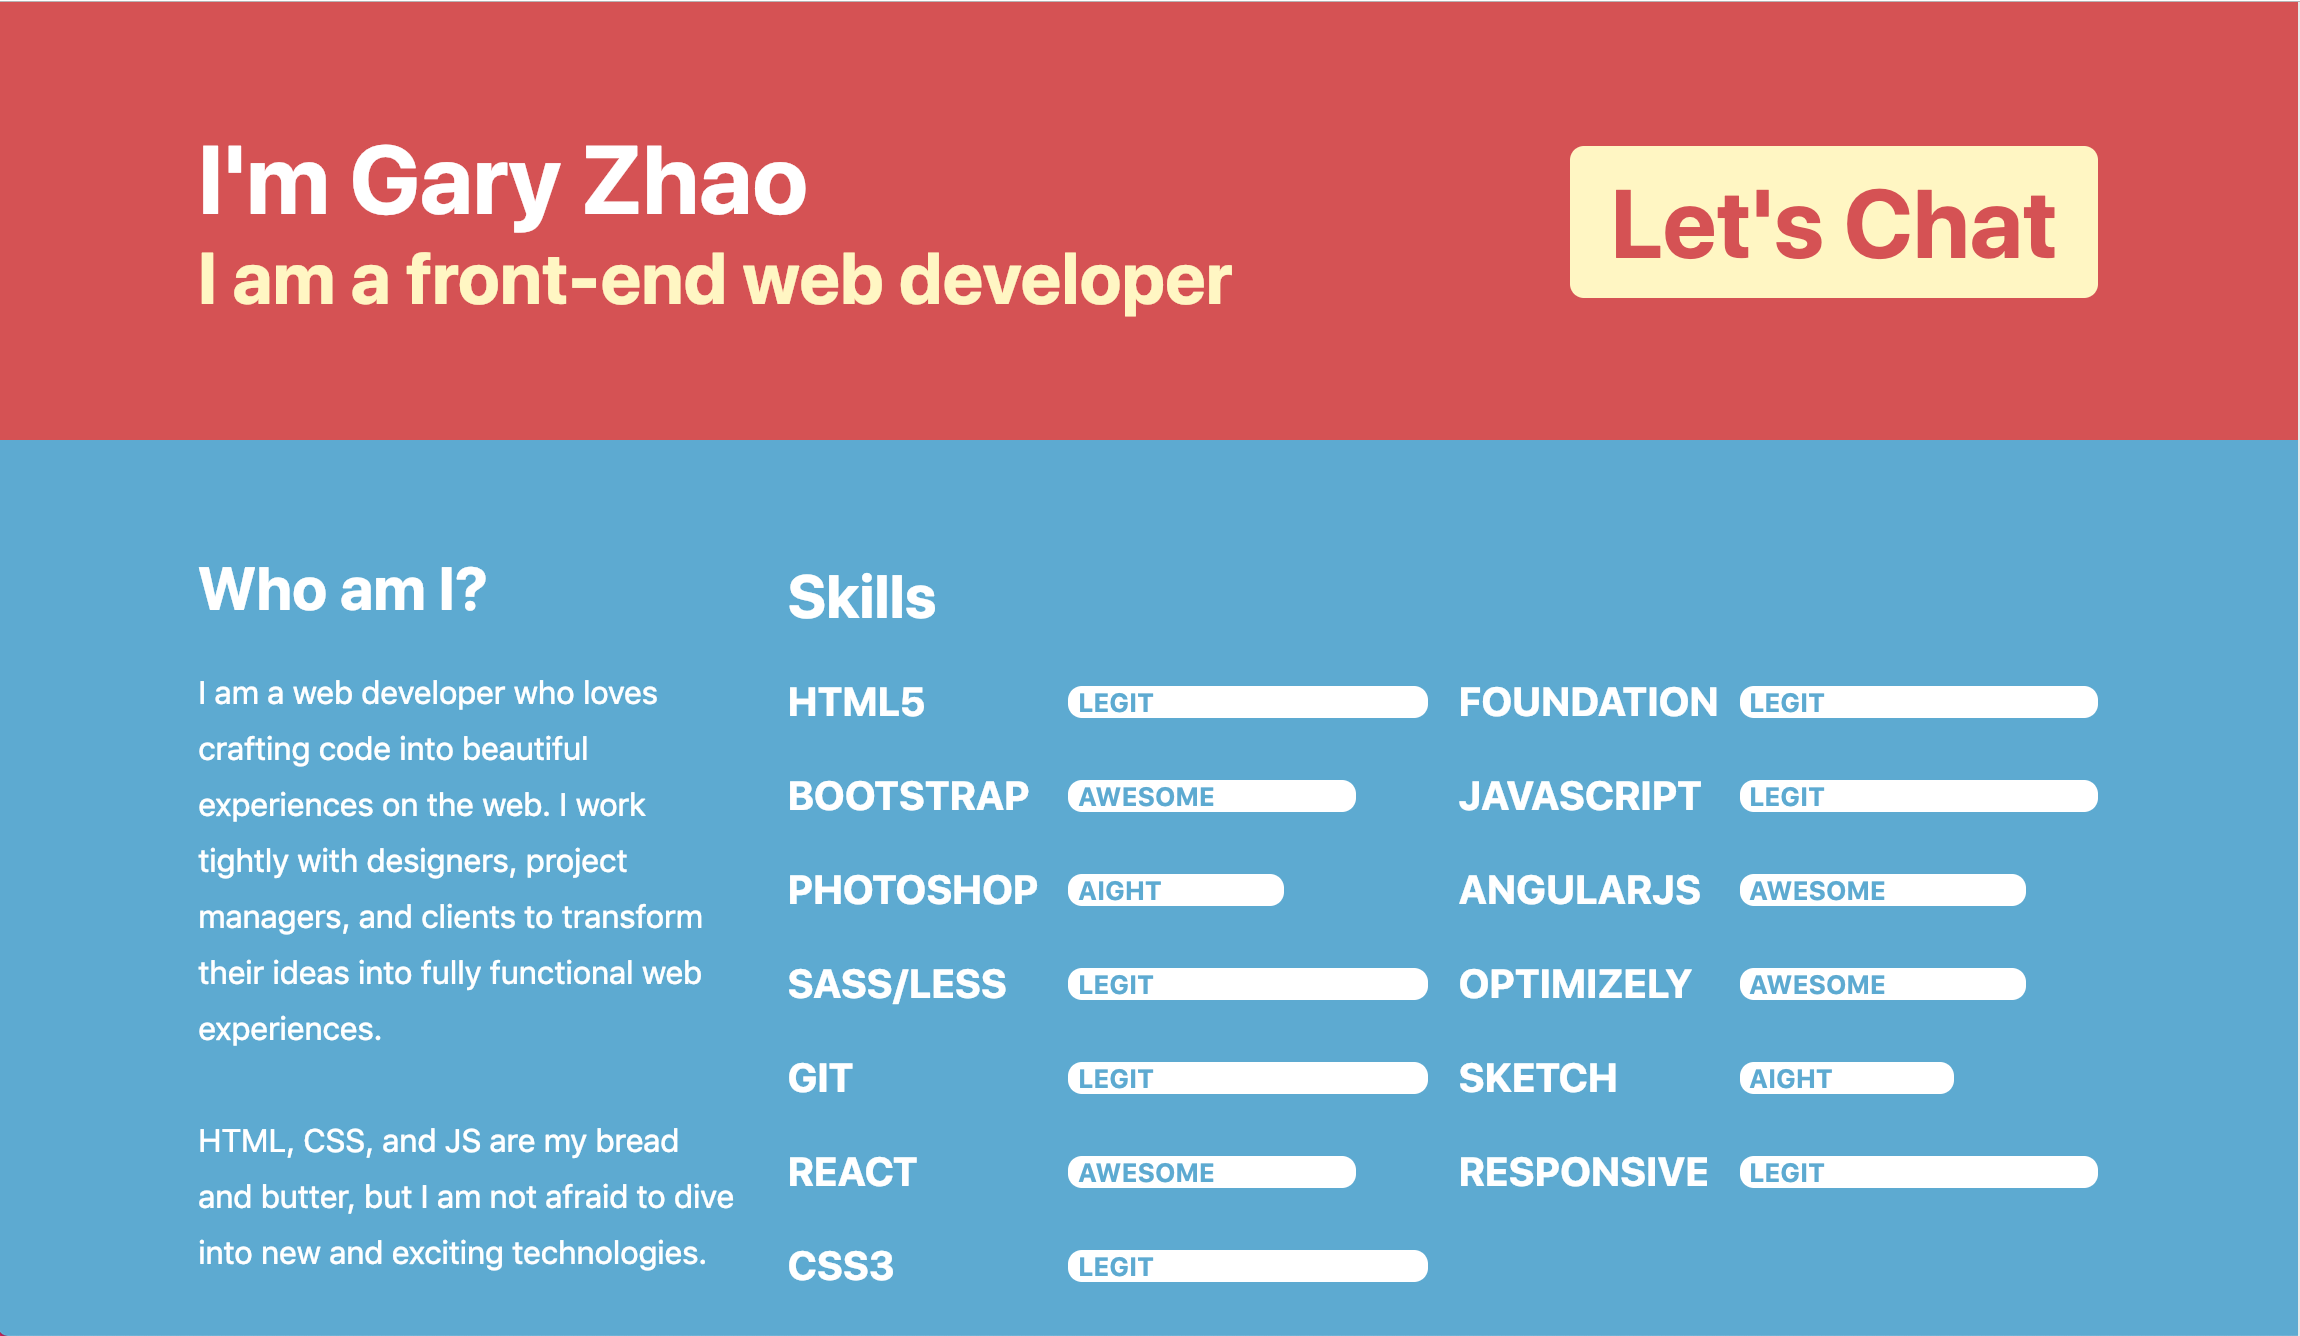 I'm Gary Zhao
I am a front-end web developer
Let's Chat
Who am I?
I am a web developer who loves
crafting code into beautiful
experiences on the web. I work
tightly with designers, project
managers, and clients to transform
their ideas into fully functional web
experiences.
HTML, CSS, and JS are my bread
and butter, but I am not afraid to dive
into new and exciting technologies.
Skills
HTML5 LEGIT
BOOTSTRAP AWESOME
PHOTOSHOP AIGHT
SASS/LESS LEGIT
GIT LEGIT
REACT AWESOME
CSS3 LEGIT
FOUNDATION LEGIT
JAVASCRIPT LEGIT
ANGULARJS AWESOME
OPTIMIZELY AWESOME
SKETCH AIGHT
RESPONSIVE LEGIT